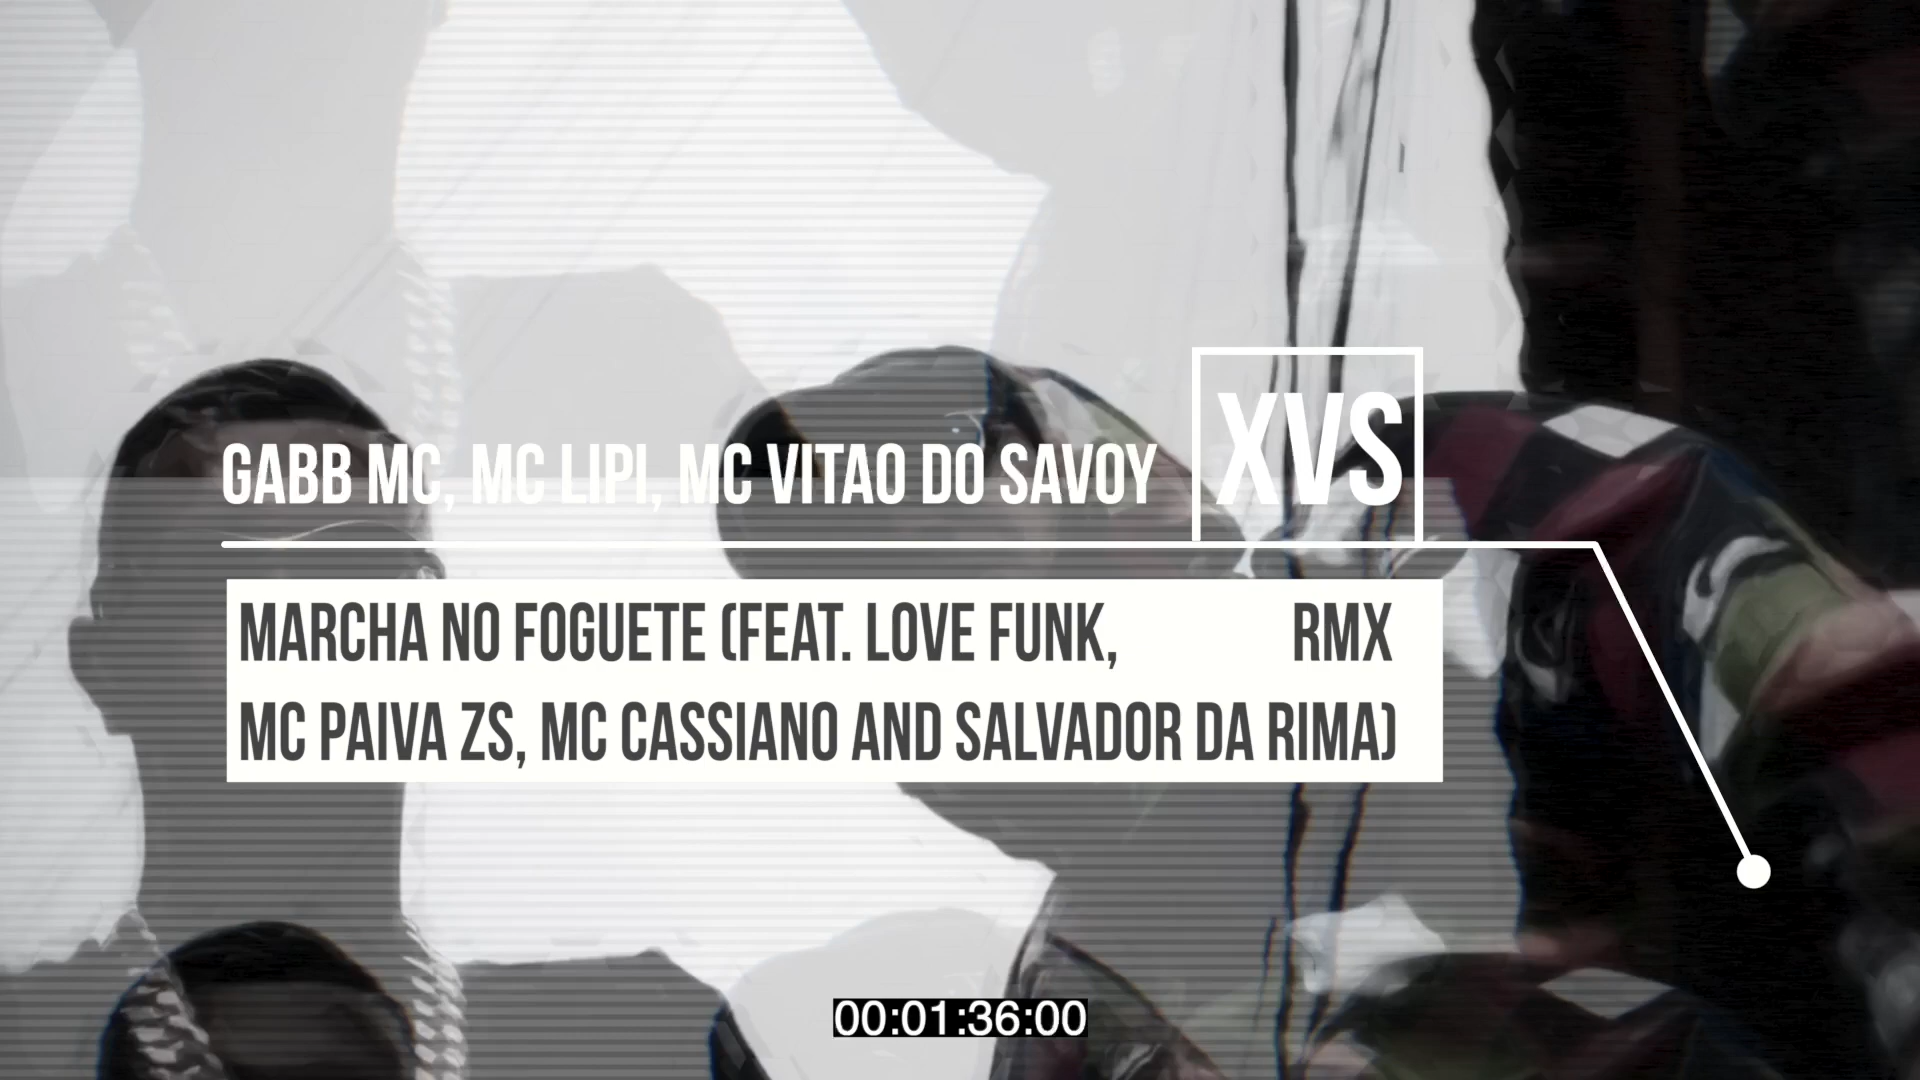 GABB MC, MC LIPI, MC VITAO DO SAVOY XVS
MARCHA NO FOGUETE (FEAT. LOVE FUNK, RMX
MC PAIVA ZS, MC CASSIANO AND SALVADOR DA RIMA)
00:01:36:00